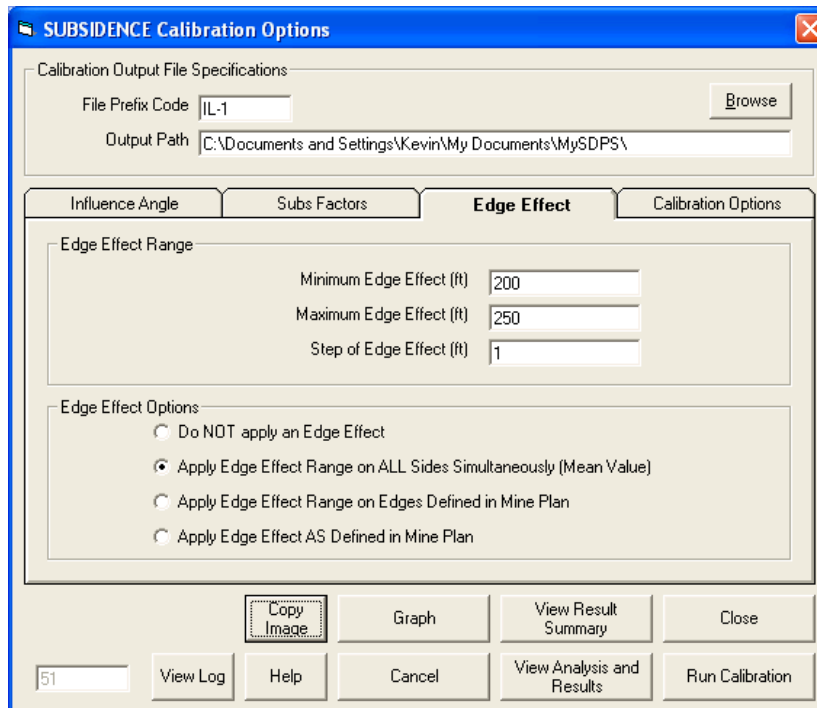 SUBSIDENCE Calibration Options
Calibration Output File Specifications
File Prefix Code IL-1
Browse
Output Path C:\Documents and Settings\Kevin\My Documents\MySDPS\
Influence Angle Subs Factors Edge Effect Calibration Options
Edge Effect Range
Minimum Edge Effect (ft) 200
Maximum Edge Effect (ft) 250
Step of Edge Effect (ft) 1
Edge Effect Options
Do NOT apply an Edge Effect
Apply Edge Effect Range on ALL Sides Simultaneously (Mean Value)
Apply Edge Effect Range on Edges Defined in Mine Plan
Apply Edge Effect AS Defined in Mine Plan
Copy
Image
Graph
View Result
Summary
Close
51
View Log
Help
Cancel
View Analysis and
Results
Run Calibration